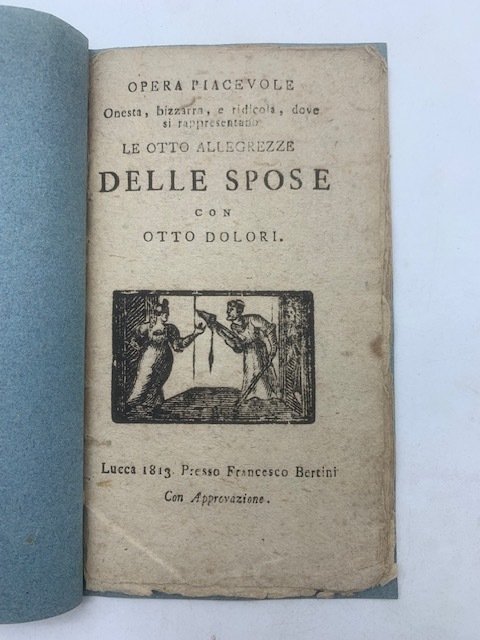 OPERA PIACEVOLE
Onesta, bizzarra, e ridicola, dove
si rappresentano
LE OTTO ALLEGREZZE
DELLE SPOSE
CON
OTTO DOLORI.
Lucca 1813 Presso Francesco Bertini
Con Approvazione.